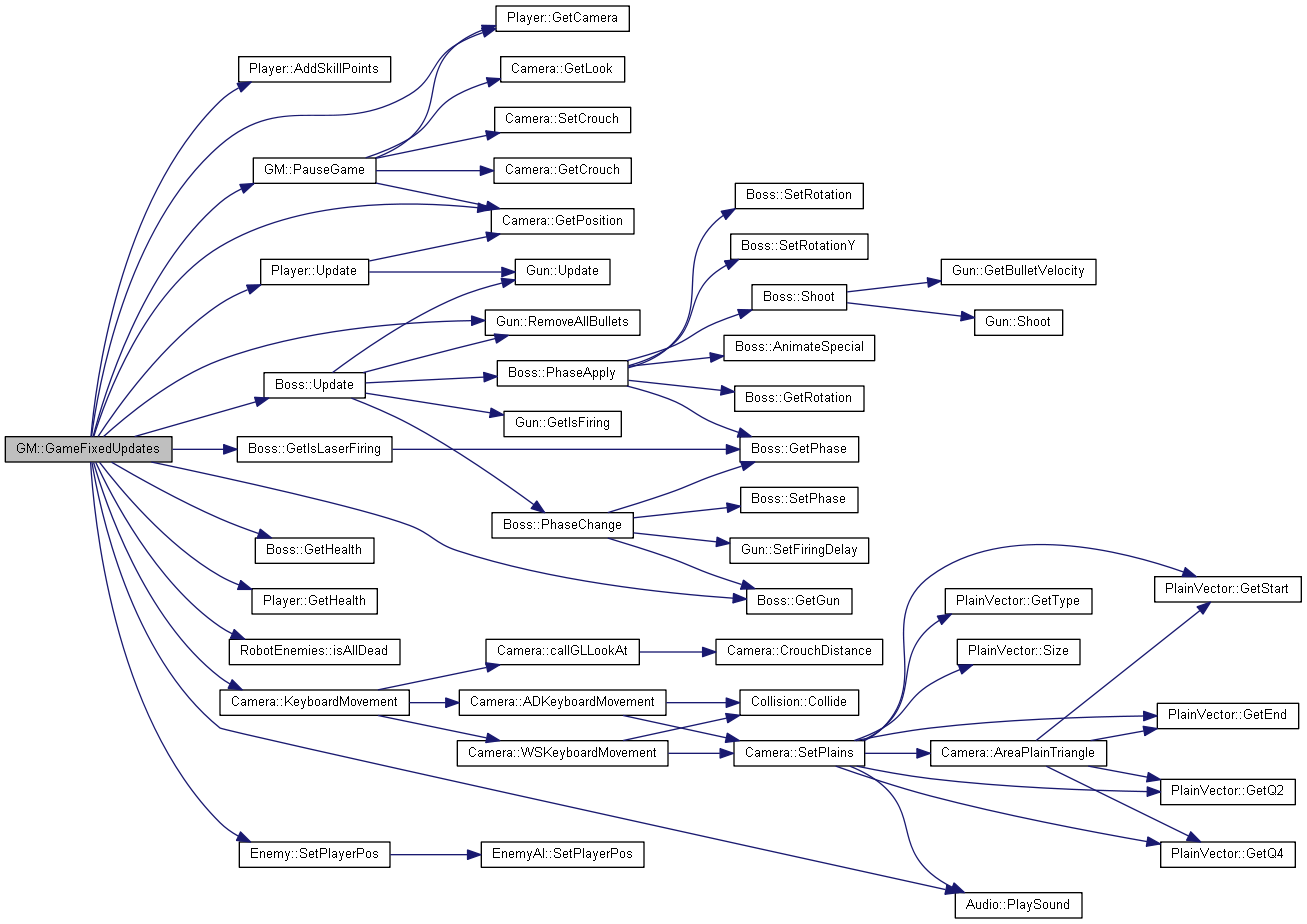 Player::GetCamera
Player::AddSkillPoints
Camera::GetLook
Camera::SetCrouch
GM::PauseGame
Camera::GetCrouch
Boss::SetRotation
Camera::GetPosition
Boss::SetRotationY
Player::Update
Gun::Update
Gun::GetBulletVelocity
Boss::Shoot
Gun::RemoveAllBullets
Gun::Shoot
Boss::AnimateSpecial
Boss::PhaseApply
Boss::Update
Boss::GetRotation
Gun::GetIsFiring
GM::GameFixedUpdates
Boss::GetIsLaserFiring
Boss::GetPhase
Boss::SetPhase
Boss::PhaseChange
Boss::GetHealth
Gun::SetFiringDelay
PlainVector::GetStart
Player::GetHealth
Boss::GetGun
PlainVector::GetType
RobotEnemies::isAllDead
Camera::callGLLookAt
Camera::CrouchDistance
PlainVector::Size
Camera::KeyboardMovement
Camera::ADKeyboardMovement
Collision::Collide
PlainVector::GetEnd
Camera::WSKeyboardMovement
Camera::SetPlains
Camera::AreaPlainTriangle
PlainVector::GetQ2
Enemy::SetPlayerPos
EnemyAI::SetPlayerPos
PlainVector::GetQ4
Audio::PlaySound